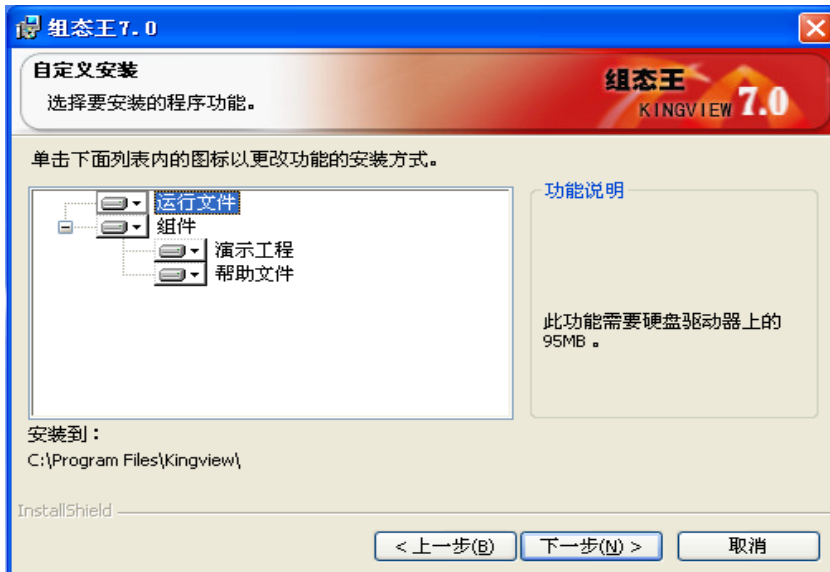 组态王7.0
自定义安装
选择要安装的程序功能。
组态王
KINGVIEW 7.0
单击下面列表内的图标以更改功能的安装方式。
运行文件
组件
演示工程
帮助文件
功能说明
此功能需要硬盘驱动器上的
95MB。
安装到：
C:\Program Files\Kingview\
InstallShield
< 上一步(B)
下一步(N) >
取消